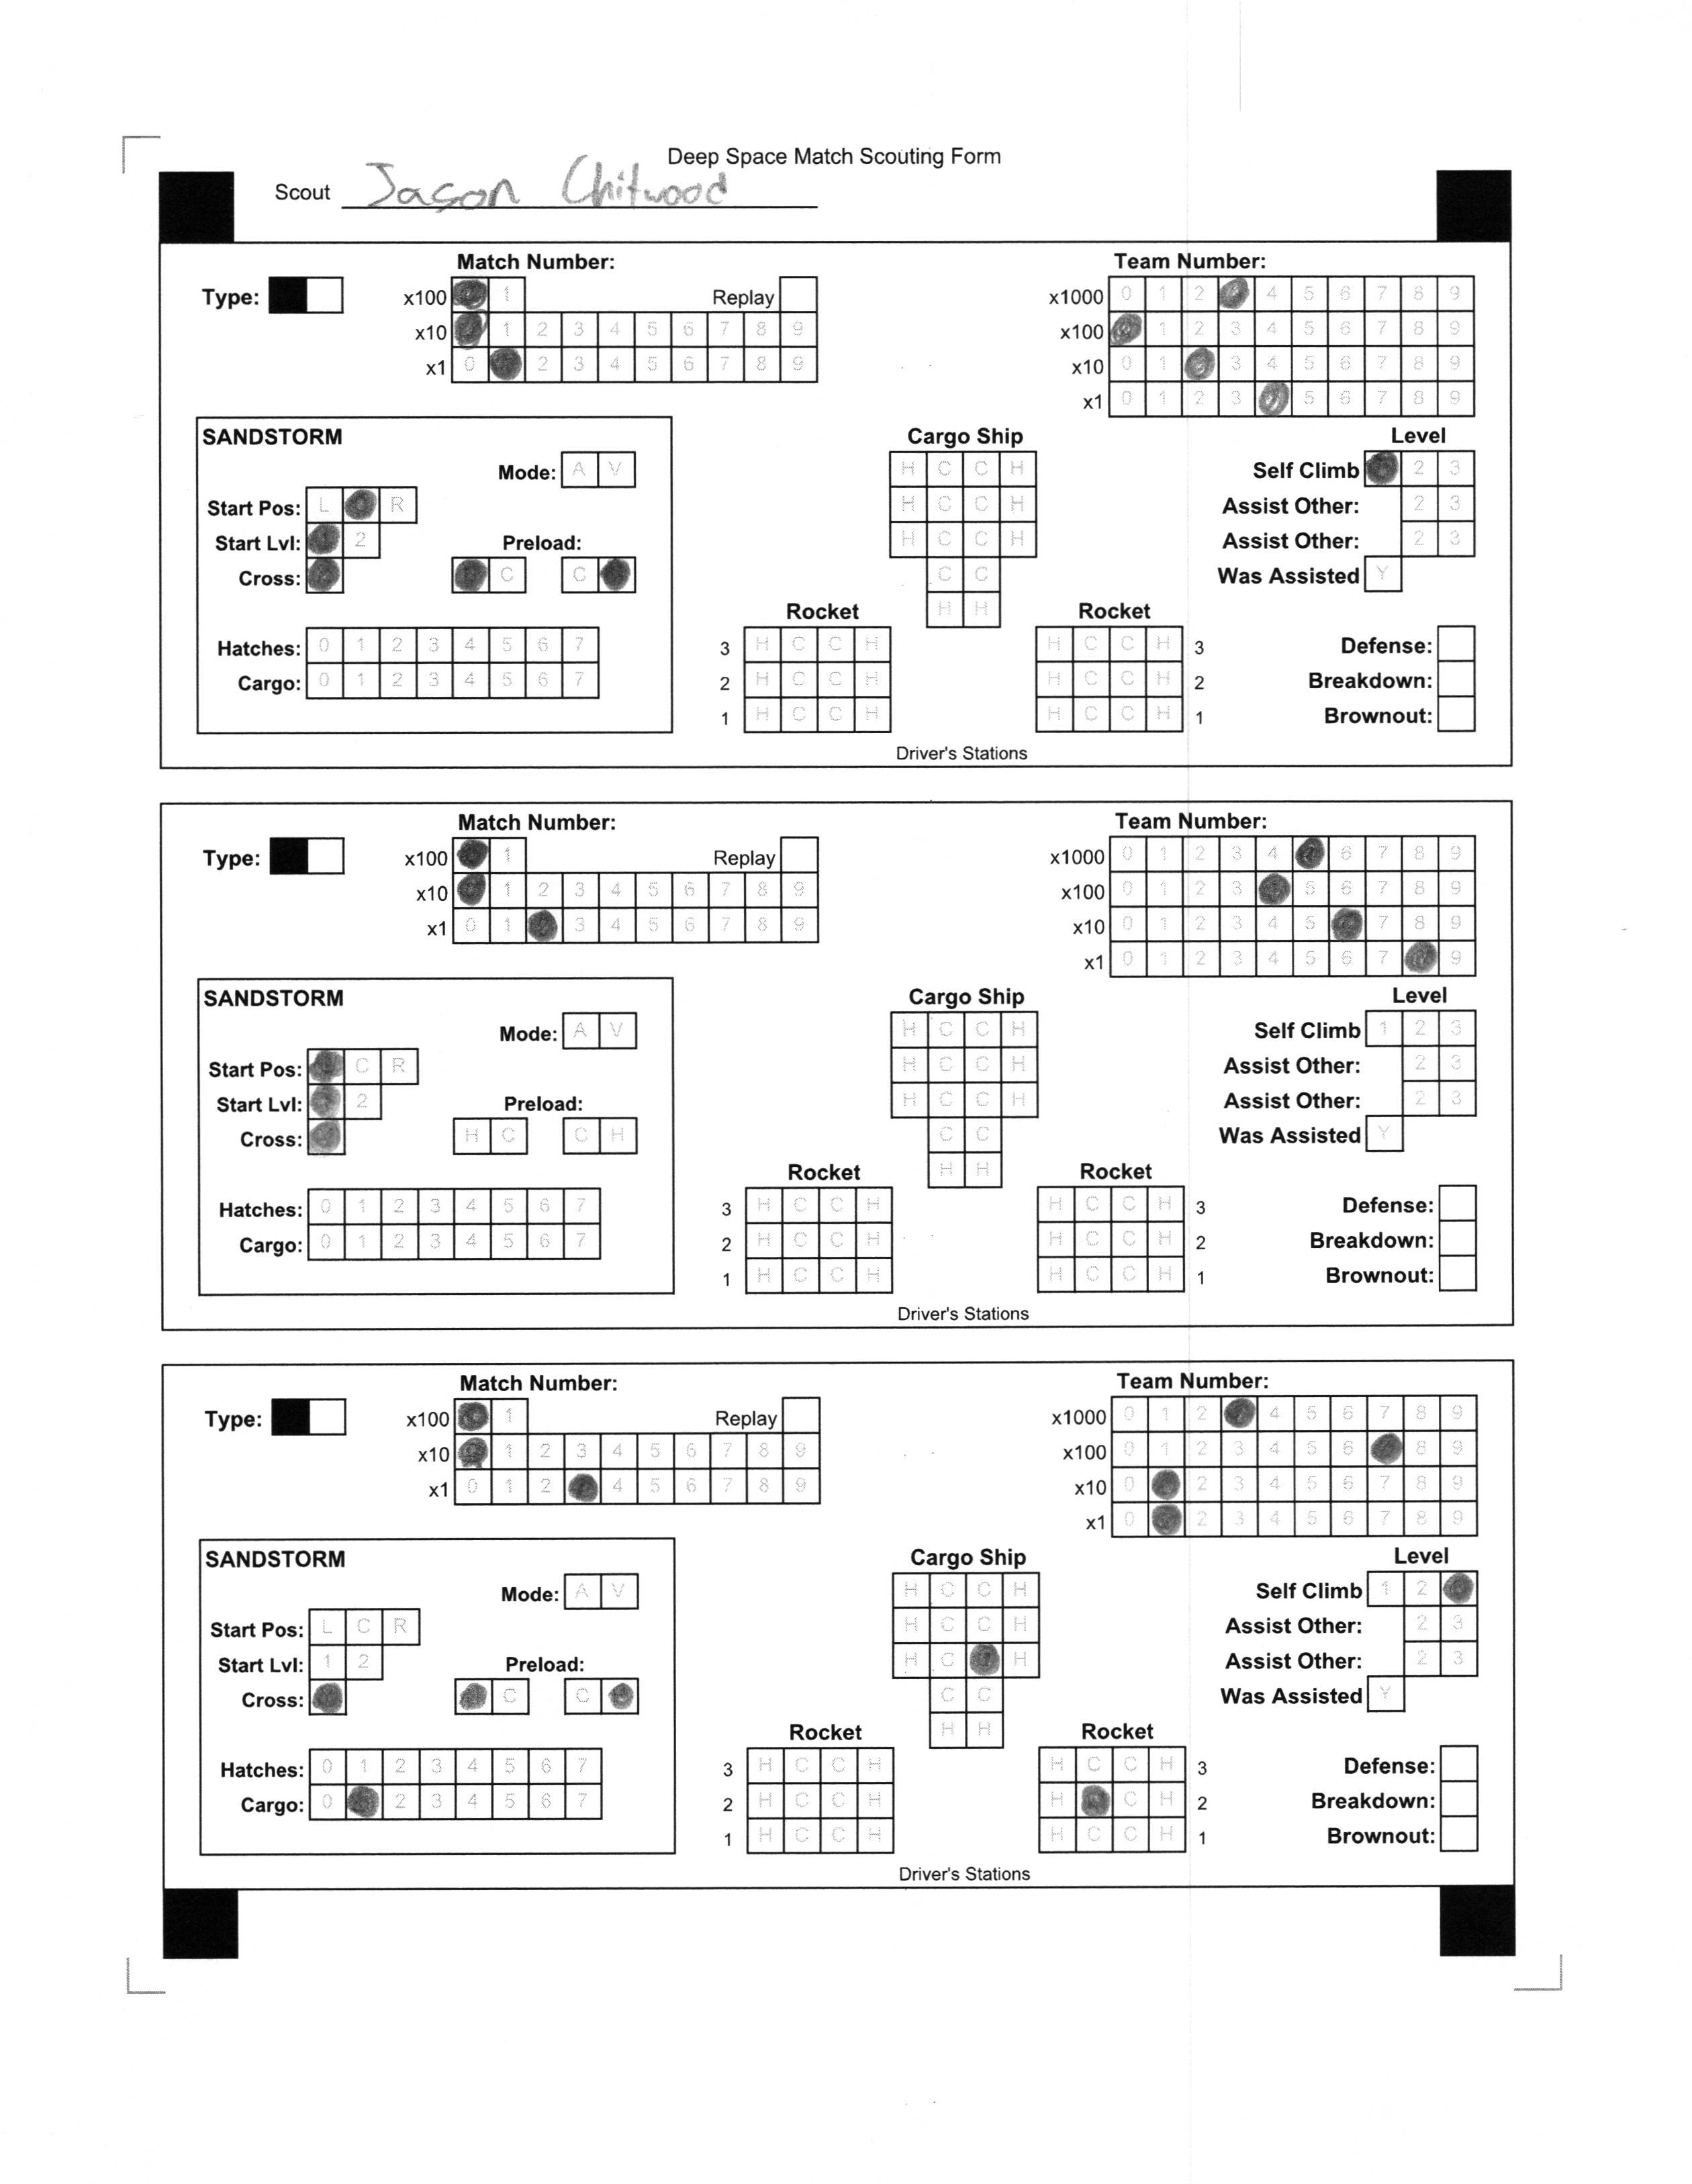 Deep Space Match Scouting Form
Scout Jason Chitwood
Match Number: Team Number:
Type: x100 1 Replay x1000 0 1 2 4 5 6 7 8 9
x10 1 2 3 4 5 6 7 8 9 x100 1 2 3 4 5 6 7 8 9
x1 0 2 3 4 5 6 7 8 9 x10 0 1 3 4 5 6 7 8 9
x1 0 1 2 3 5 6 7 8 9
SANDSTORM Cargo Ship Level
Mode: A V H C C H Self Climb 2 3
Start Pos: L R H C C H Assist Other: 2 3
Start Lvl: 2 Preload: H C C H Assist Other: 2 3
Cross: C C C C Was Assisted Y
H H
Rocket Rocket
Hatches: 0 1 2 3 4 5 6 7 3 H C C H H C C H 3 Defense:
Cargo: 0 1 2 3 4 5 6 7 2 H C C H H C C H 2 Breakdown:
1 H C C H H C C H 1 Brownout:
Driver's Stations
Match Number: Team Number:
Type: x100 1 Replay x1000 0 1 2 3 4 6 7 8 9
x10 1 2 3 4 5 6 7 8 9 x100 0 1 2 3 5 6 7 8 9
x1 0 1 3 4 5 6 7 8 9 x10 0 1 2 3 4 5 7 8 9
x1 0 1 2 3 4 5 6 7 9
SANDSTORM Cargo Ship Level
Mode: A V H C C H Self Climb 1 2 3
Start Pos: C R H C C H Assist Other: 2 3
Start Lvl: 2 Preload: H C C H Assist Other: 2 3
Cross: H C C H C C Was Assisted Y
H H
Rocket Rocket
Hatches: 0 1 2 3 4 5 6 7 3 H C C H H C C H 3 Defense:
Cargo: 0 1 2 3 4 5 6 7 2 H C C H H C C H 2 Breakdown:
1 H C C H H C C H 1 Brownout:
Driver's Stations
Match Number: Team Number:
Type: x100 1 Replay x1000 0 1 2 4 5 6 7 8 9
x10 1 2 3 4 5 6 7 8 9 x100 0 1 2 3 4 5 6 8 9
x1 0 1 2 4 5 6 7 8 9 x10 0 2 3 4 5 6 7 8 9
x1 0 2 3 4 5 6 7 8 9
SANDSTORM Cargo Ship Level
Mode: A V H C C H Self Climb 1 2
Start Pos: L C R H C C H Assist Other: 2 3
Start Lvl: 1 2 Preload: H C H Assist Other: 2 3
Cross: C C C C Was Assisted Y
H H
Rocket Rocket
Hatches: 0 1 2 3 4 5 6 7 3 H C C H H C C H 3 Defense:
Cargo: 0 2 3 4 5 6 7 2 H C C H H C H 2 Breakdown:
1 H C C H H C C H 1 Brownout:
Driver's Stations